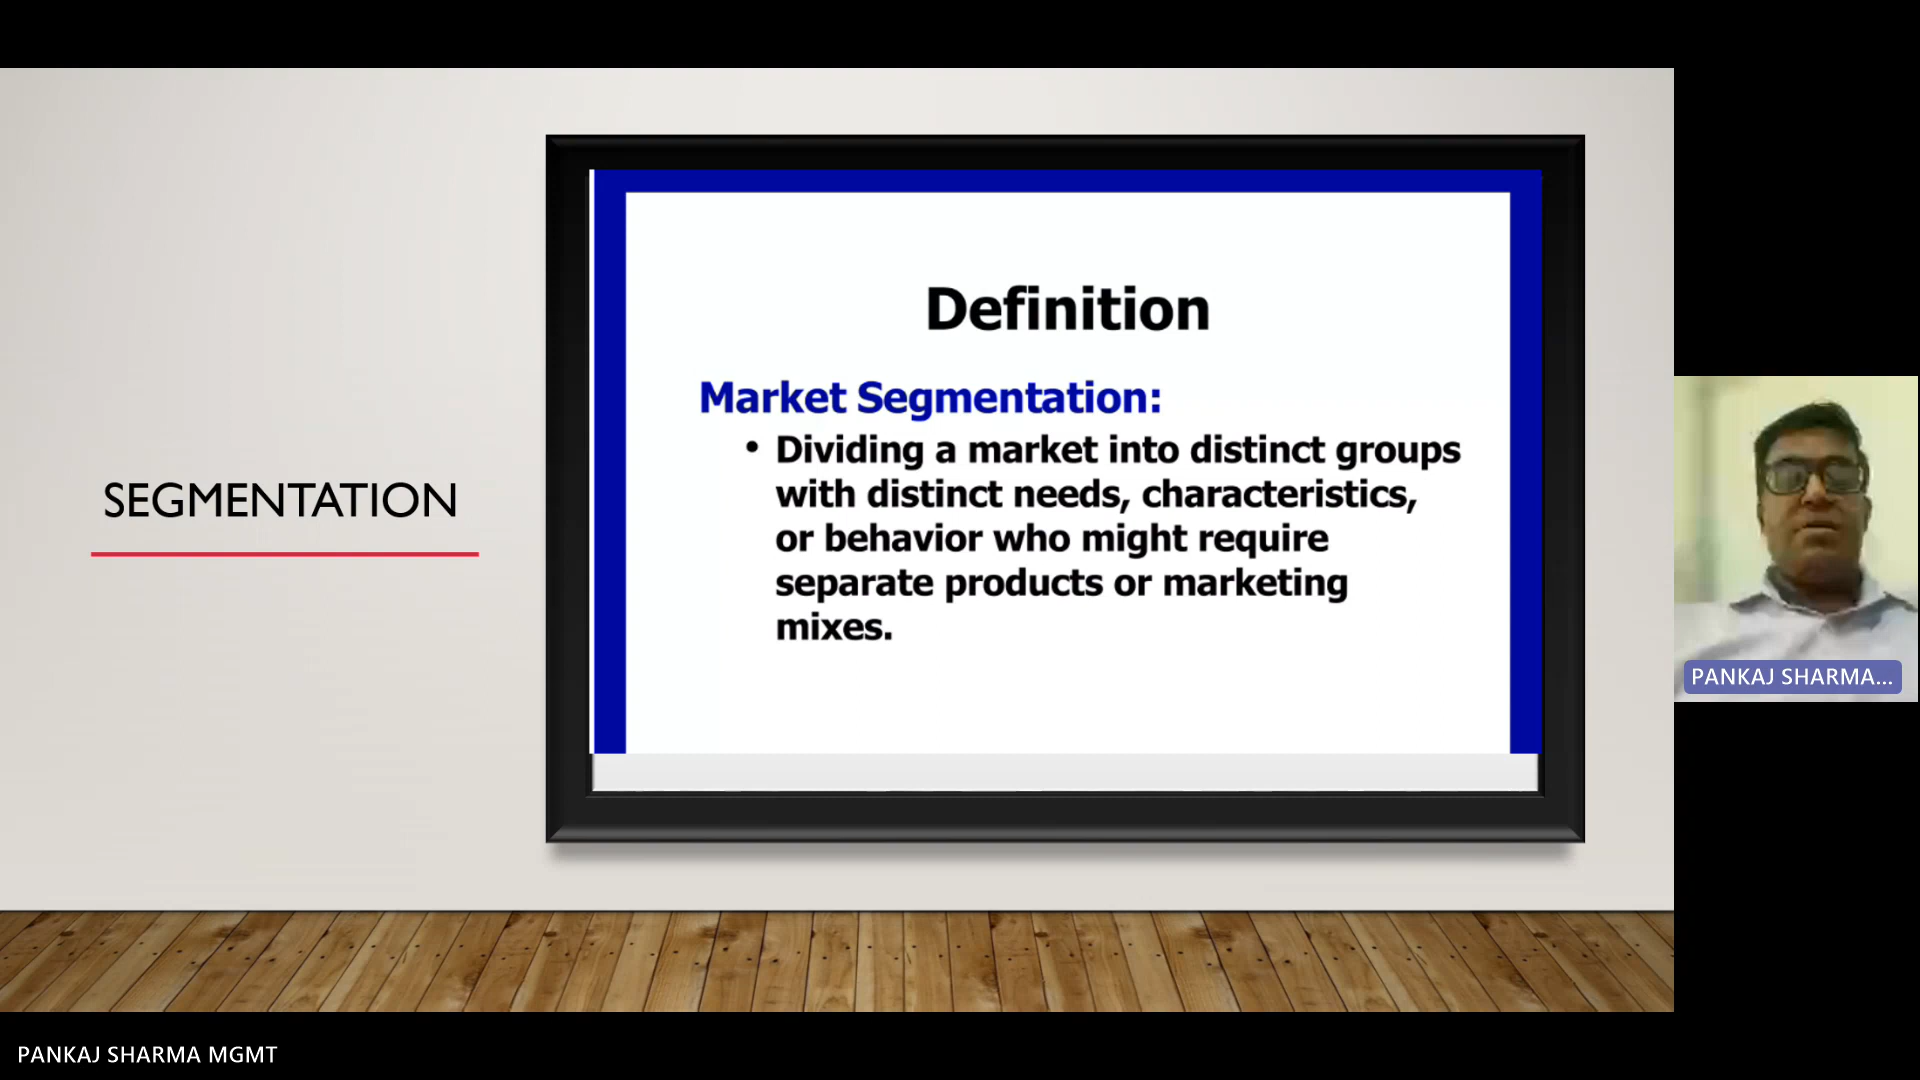 SEGMENTATION
Definition
Market Segmentation:
• Dividing a market into distinct groups
with distinct needs, characteristics,
or behavior who might require
separate products or marketing
mixes.
PANKAJ SHARMA...
PANKAJ SHARMA MGMT